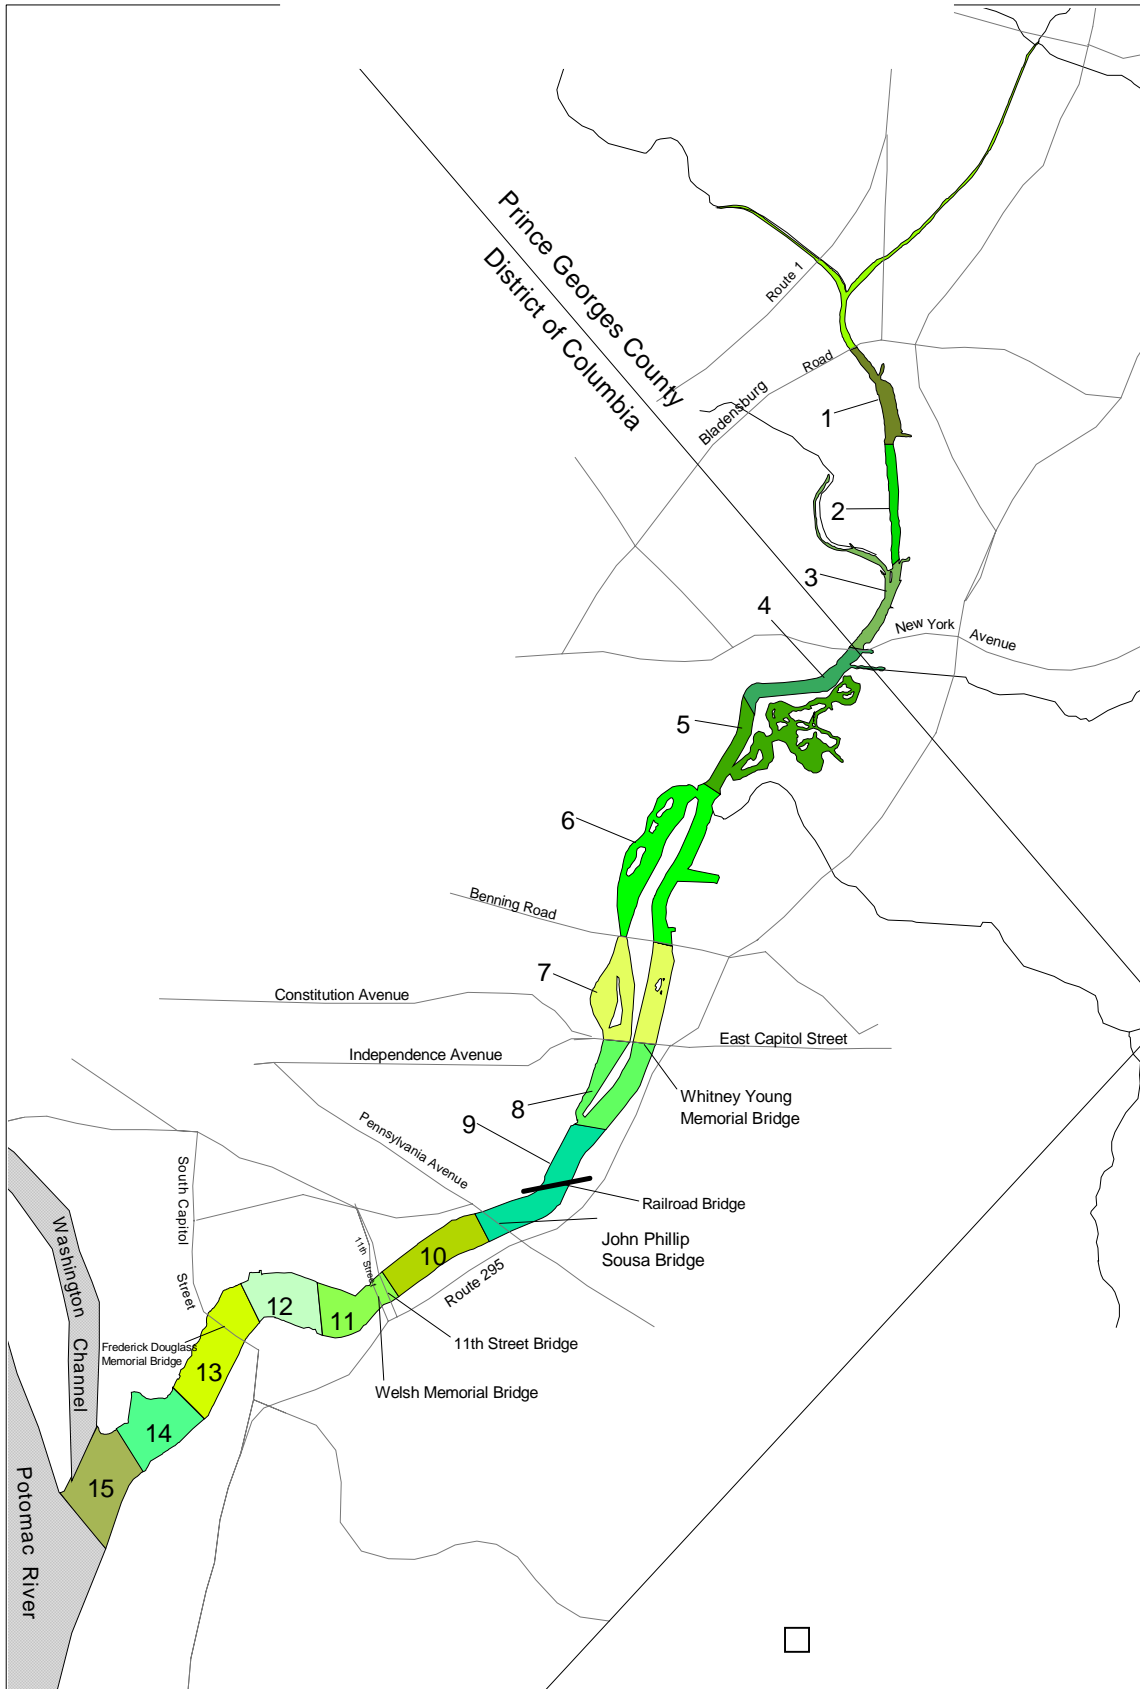 Prince Georges County
District of Columbia
Route 1
Bladensburg Road
1
2
3
4
New York Avenue
5
6
Benning Road
7
Constitution Avenue
East Capitol Street
Independence Avenue
Whitney Young
Memorial Bridge
8
9
Pennsylvania Avenue
South Capitol Street
Railroad Bridge
John Phillip
Sousa Bridge
10
11th Street
Route 295
Washington Channel
12
11
11th Street Bridge
Frederick Douglass
Memorial Bridge
13
Welsh Memorial Bridge
14
15
Potomac River